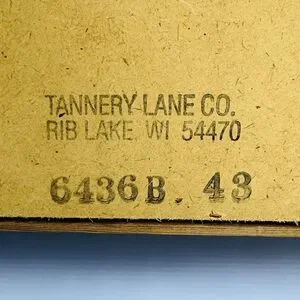 TANNERY LANE CO.
RIB LAKE WI 54470
6436B. 43